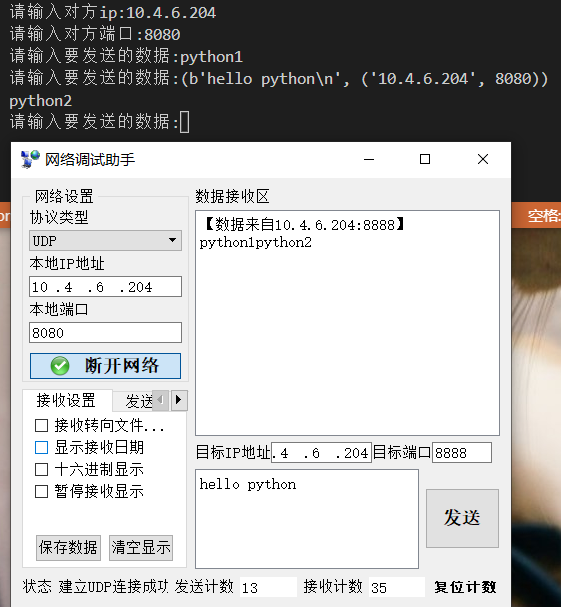 请输入对方ip:10.4.6.204
请输入对方端口:8080
请输入要发送的数据:python1
请输入要发送的数据:(b'hello python\n', ('10.4.6.204', 8080))
python2
请输入要发送的数据:
网络调试助手
空格:
网络设置
协议类型
UDP
本地IP地址
10 .4 .6 .204
本地端口
8080
断开网络
接收设置 发送
接收转向文件...
显示接收日期
十六进制显示
暂停接收显示
保存数据 清空显示
数据接收区
【数据来自10.4.6.204:8888】
python1python2
目标IP地址 .4 .6 .204 目标端口 8888
hello python
发送
状态 建立UDP连接成功 发送计数 13 接收计数 35 复位计数